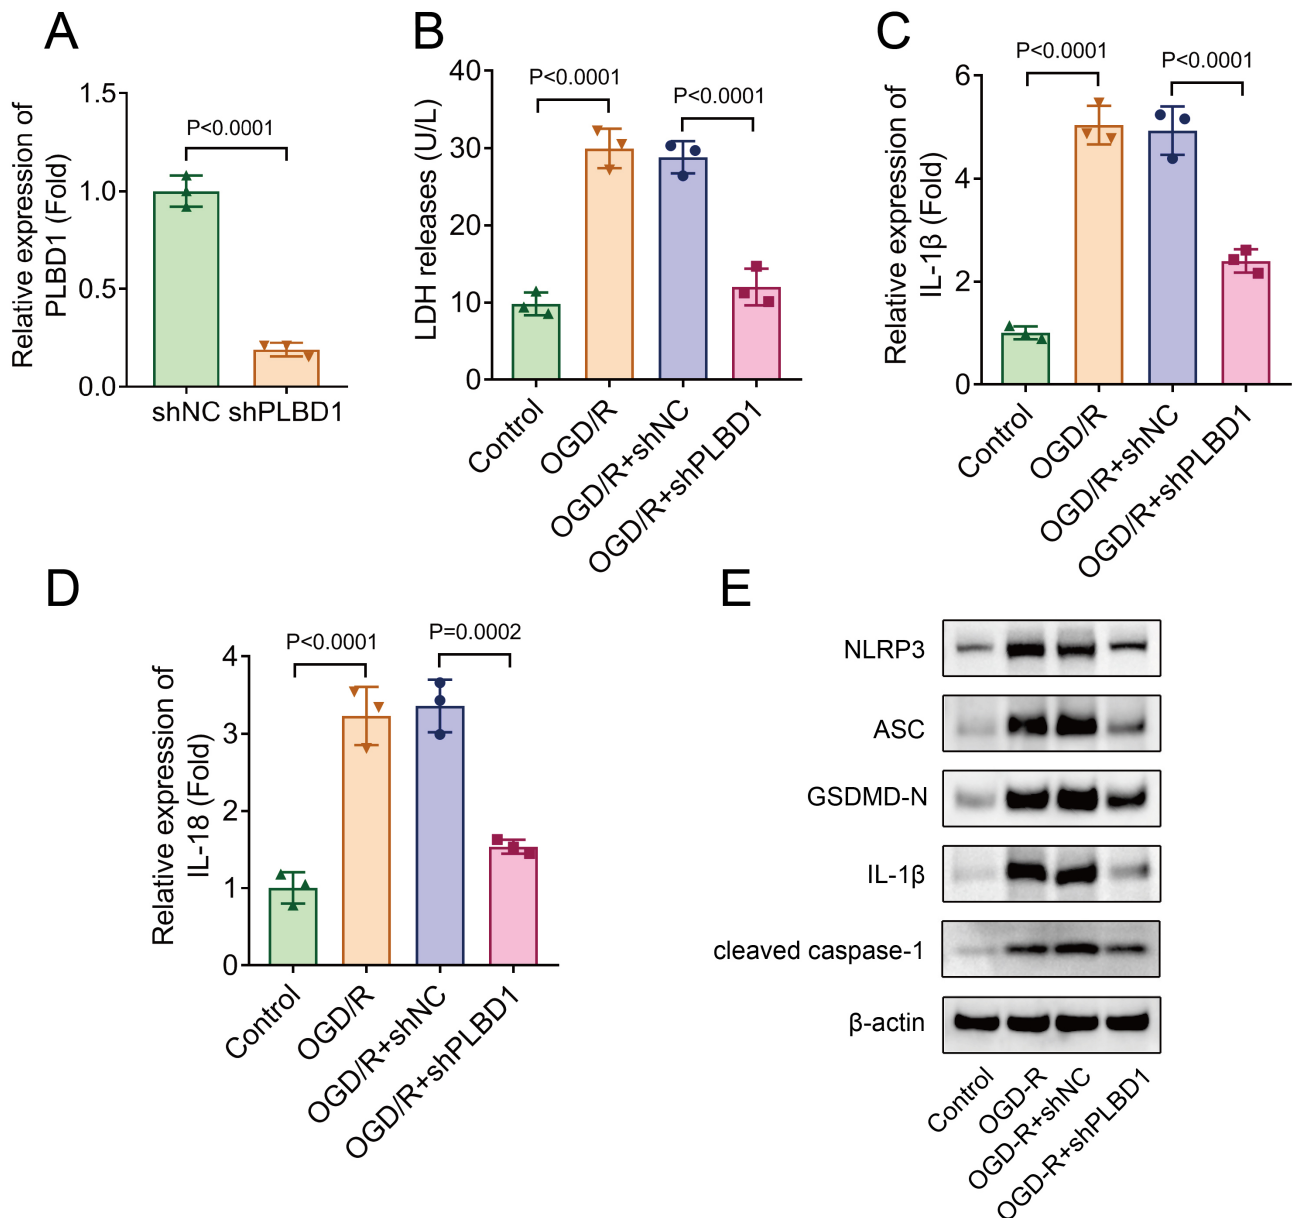 A
Relative expression of
PLBD1 (Fold)
1.5
1.0
0.5
0.0
P<0.0001
shNC shPLBD1
B
LDH releases (U/L)
40
30
20
10
0
P<0.0001
P<0.0001
Control
OGD/R
OGD/R+shNC
OGD/R+shPLBD1
C
Relative expression of
IL-1β (Fold)
6
4
2
0
P<0.0001
P<0.0001
Control
OGD/R
OGD/R+shNC
OGD/R+shPLBD1
D
Relative expression of
IL-18 (Fold)
4
3
2
1
0
P<0.0001
P=0.0002
Control
OGD/R
OGD/R+shNC
OGD/R+shPLBD1
E
NLRP3
ASC
GSDMD-N
IL-1β
cleaved caspase-1
β-actin
Control
OGD-R
OGD-R+shNC
OGD-R+shPLBD1